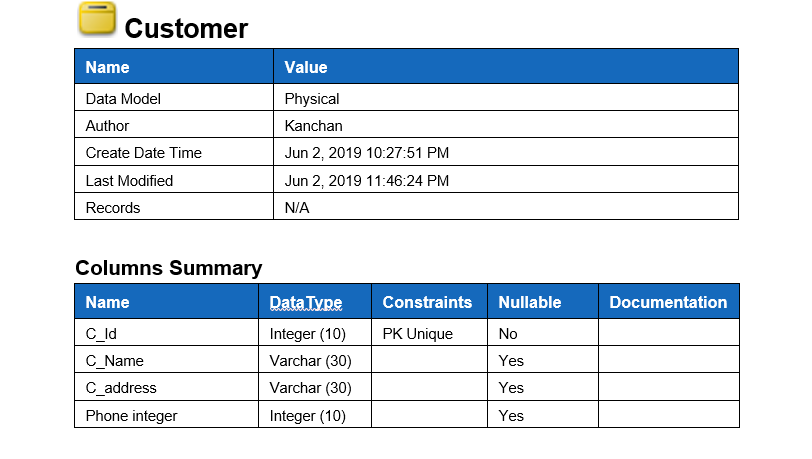 Customer
Name Value
Data Model Physical
Author Kanchan
Create Date Time Jun 2, 2019 10:27:51 PM
Last Modified Jun 2, 2019 11:46:24 PM
Records N/A
Columns Summary
Name DataType Constraints Nullable Documentation
C_Id Integer (10) PK Unique No
C_Name Varchar (30) Yes
C_address Varchar (30) Yes
Phone integer Integer (10) Yes